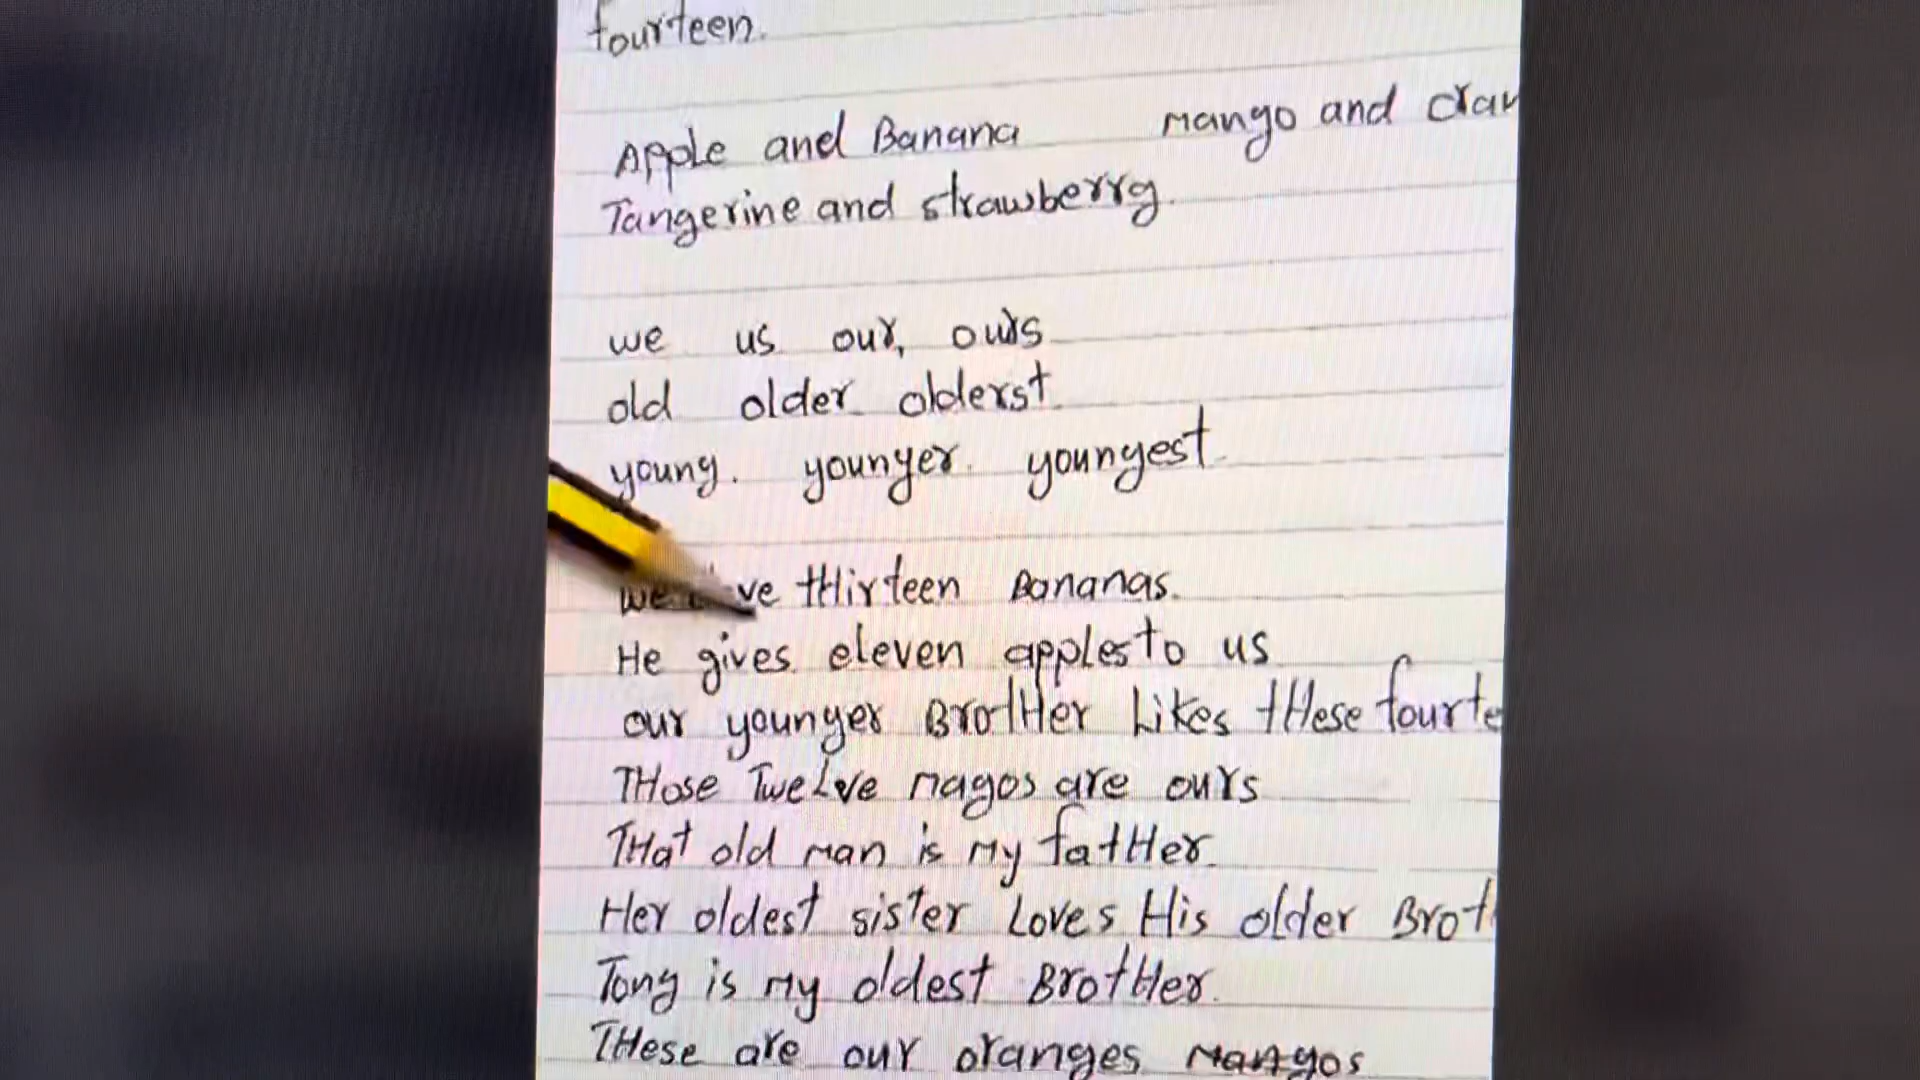 fourteen.
Apple and Banana mango and
Tangerine and strawberry.
we us our, ours
old older olderst
young. younger. youngest
we thirteen Bananas.
He gives eleven apples to us
our younger BrotHer Likes tHese
THose Twelve magos are ours
THat old man is my fatHer.
Her oldest sister Loves His older
Tony is my oldest BrotHer.
THese are our oranges mangos